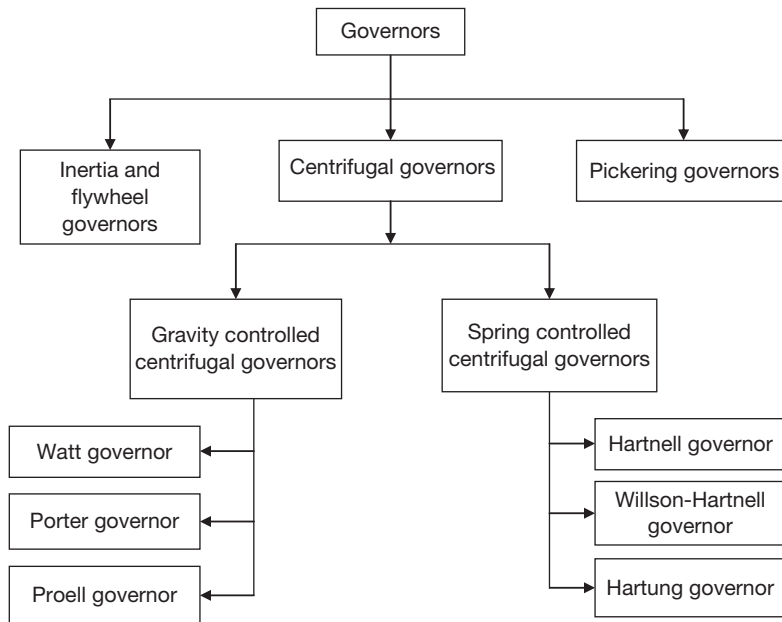 Governors
Inertia and
flywheel
governors
Centrifugal governors
Pickering governors
Gravity controlled
centrifugal governors
Spring controlled
centrifugal governors
Watt governor
Porter governor
Proell governor
Hartnell governor
Willson-Hartnell
governor
Hartung governor